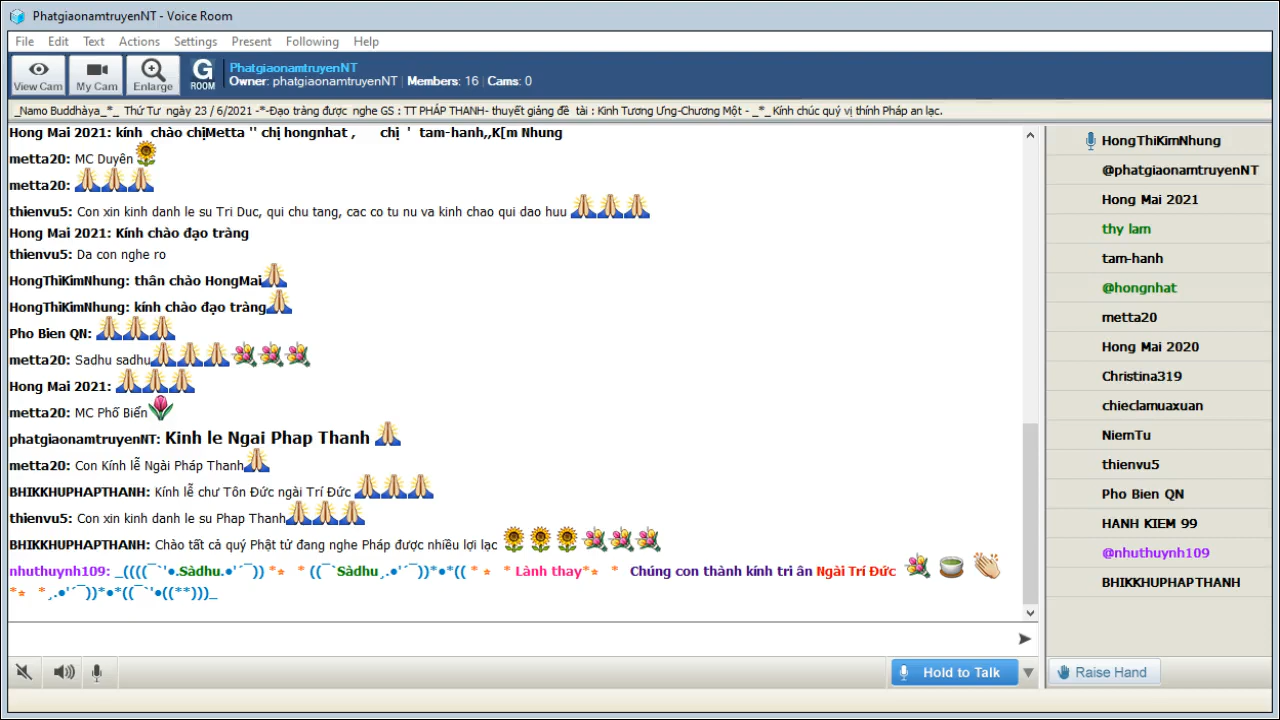 PhatgiaonamtruyenNT - Voice Room
File Edit Text Actions Settings Present Following Help
View Cam My Cam Enlarge G ROOM
PhatgiaonamtruyenNT
Owner: phatgiaonamtruyenNT | Members: 16 | Cams: 0
_Namo Buddhàya_*_ Thứ Tư ngày 23 / 6/2021 -*-Đạo tràng được nghe GS : TT PHÁP THANH- thuyết giảng đề tài : Kinh Tương Ưng-Chương Một - _*_ Kính chúc quý vị thính Pháp an lạc.
Hong Mai 2021: kính chào chịMetta '' chị hongnhat , chị ' tam-hanh,,K[m Nhung
metta20: MC Duyên
metta20:
thienvu5: Con xin kinh danh le su Tri Duc, qui chu tang, cac co tu nu va kinh chao qui dao huu
Hong Mai 2021: Kính chào đạo tràng
thienvu5: Da con nghe ro
HongThiKimNhung: thân chào HongMai
HongThiKimNhung: kính chào đạo tràng
Pho Bien QN:
metta20: Sadhu sadhu
Hong Mai 2021:
metta20: MC Phổ Biến
phatgiaonamtruyenNT: Kinh le Ngai Phap Thanh
metta20: Con Kính lễ Ngài Pháp Thanh
BHIKKHUPHAPTHANH: Kính lễ chư Tôn Đức ngài Trí Đức
thienvu5: Con xin kinh danh le su Phap Thanh
BHIKKHUPHAPTHANH: Chào tất cả quý Phật tử đang nghe Pháp được nhiều lợi lạc
nhuthuynh109: _((((¯`'•.Sàdhu.•'´¯)) *⋆ * ((¯`Sàdhu¸.•'´¯))*•*(( * ⋆ * Lành thay*⋆ * Chúng con thành kính tri ân Ngài Trí Đức
*⋆ *¸.•'´¯))*•*((¯`'•((**)))_
HongThiKimNhung
@phatgiaonamtruyenNT
Hong Mai 2021
thy lam
tam-hanh
@hongnhat
metta20
Hong Mai 2020
Christina319
chieclamuaxuan
NiemTu
thienvu5
Pho Bien QN
HANH KIEM 99
@nhuthuynh109
BHIKKHUPHAPTHANH
Hold to Talk
Raise Hand